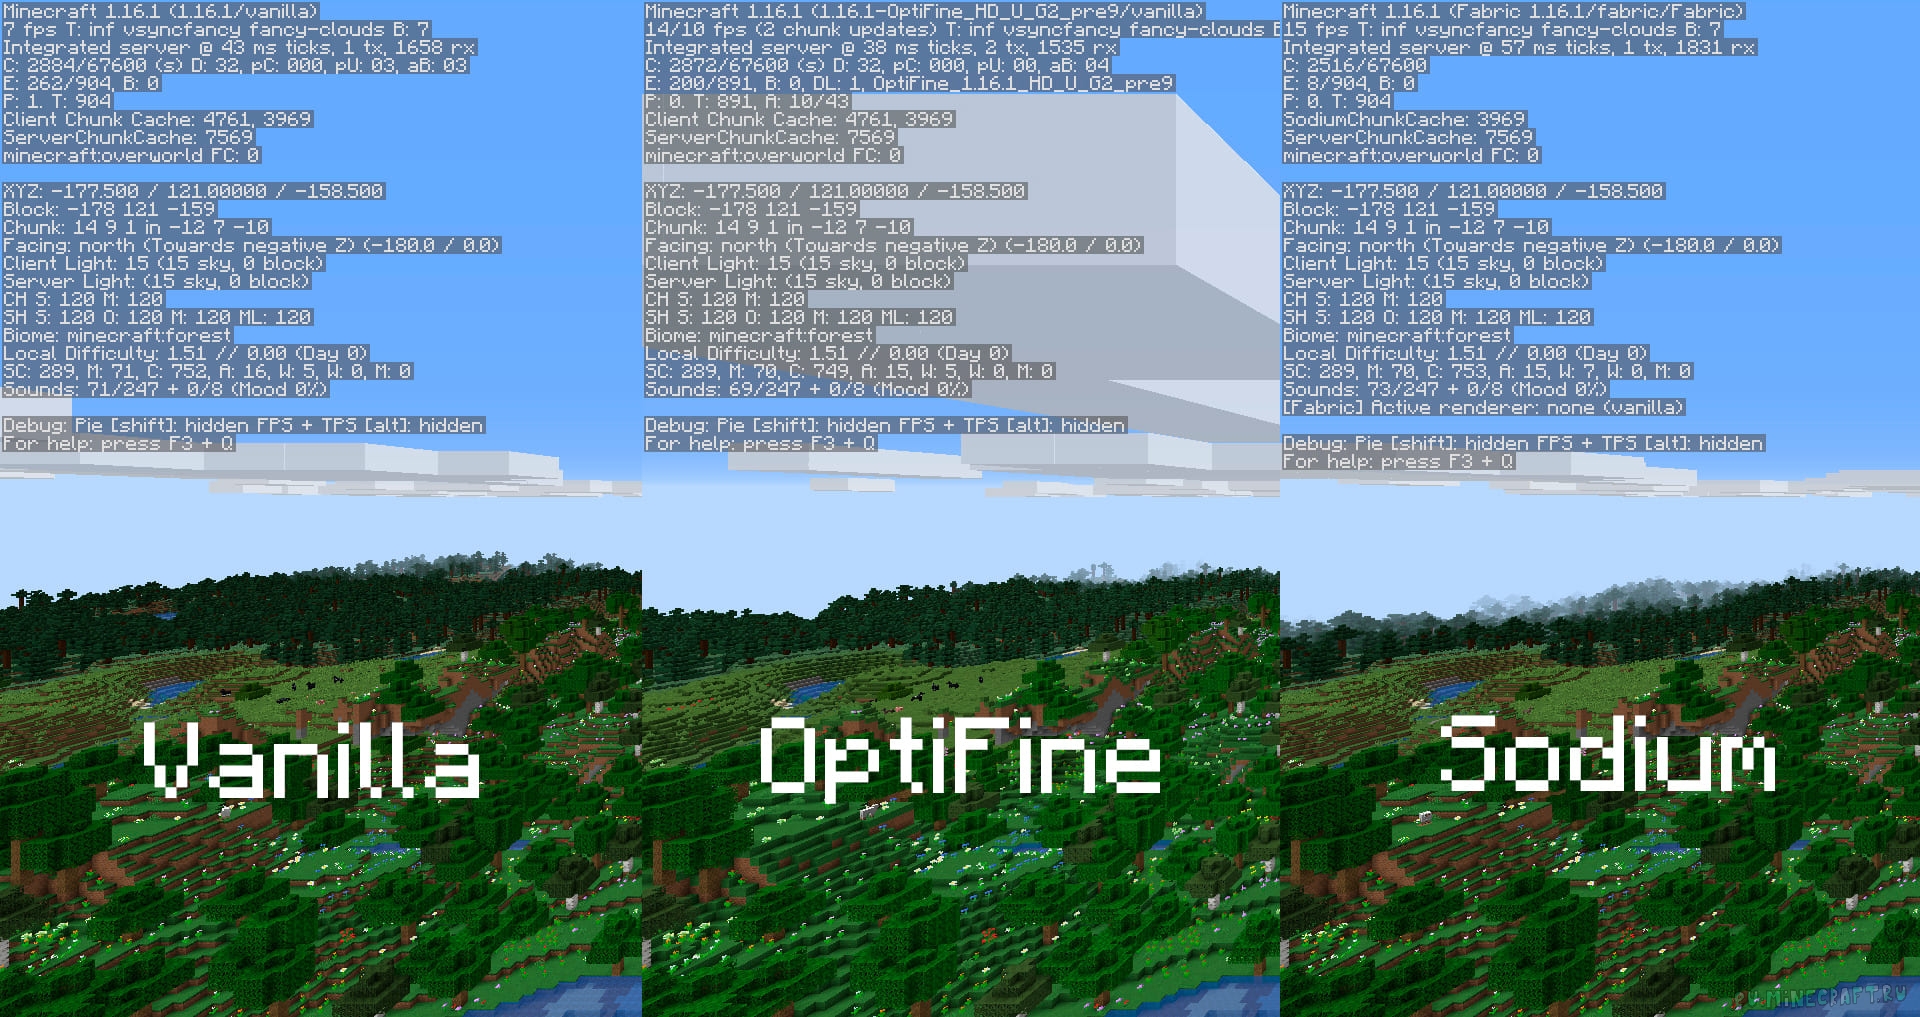 Minecraft 1.16.1 (1.16.1/vanilla)
7 fps T: inf vsyncfancy fancy-clouds B: 7
Integrated server @ 43 ms ticks, 1 tx, 1658 rx
C: 2884/67600 (s) D: 32, pC: 000, pU: 03, aB: 03
E: 262/904, B: 0
P: 1. T: 904
Client Chunk Cache: 4761, 3969
ServerChunkCache: 7569
minecraft:overworld FC: 0
XYZ: -177.500 / 121.00000 / -158.500
Block: -178 121 -159
Chunk: 14 9 1 in -12 7 -10
Facing: north (Towards negative Z) (-180.0 / 0.0)
Client Light: 15 (15 sky, 0 block)
Server Light: (15 sky, 0 block)
CH S: 120 M: 120
SH S: 120 O: 120 M: 120 ML: 120
Biome: minecraft:forest
Local Difficulty: 1.51 // 0.00 (Day 0)
SC: 289, M: 71, C: 752, A: 16, W: 5, W: 0, M: 0
Sounds: 71/247 + 0/8 (Mood 0%)
Debug: Pie [shift]: hidden FPS + TPS [alt]: hidden
For help: press F3 + Q
Vanilla
Minecraft 1.16.1 (1.16.1-OptiFine_HD_U_G2_pre9/vanilla)
14/10 fps (2 chunk updates) T: inf vsyncfancy fancy-clouds B
Integrated server @ 38 ms ticks, 2 tx, 1535 rx
C: 2872/67600 (s) D: 32, pC: 000, pU: 00, aB: 04
E: 200/891, B: 0, DL: 1, OptiFine_1.16.1_HD_U_G2_pre9
P: 0. T: 891, A: 10/43
Client Chunk Cache: 4761, 3969
ServerChunkCache: 7569
minecraft:overworld FC: 0
XYZ: -177.500 / 121.00000 / -158.500
Block: -178 121 -159
Chunk: 14 9 1 in -12 7 -10
Facing: north (Towards negative Z) (-180.0 / 0.0)
Client Light: 15 (15 sky, 0 block)
Server Light: (15 sky, 0 block)
CH S: 120 M: 120
SH S: 120 O: 120 M: 120 ML: 120
Biome: minecraft:forest
Local Difficulty: 1.51 // 0.00 (Day 0)
SC: 289, M: 70, C: 749, A: 15, W: 5, W: 0, M: 0
Sounds: 69/247 + 0/8 (Mood 0%)
Debug: Pie [shift]: hidden FPS + TPS [alt]: hidden
For help: press F3 + Q
OptiFine
Minecraft 1.16.1 (Fabric 1.16.1/fabric/Fabric)
15 fps T: inf vsyncfancy fancy-clouds B: 7
Integrated server @ 57 ms ticks, 1 tx, 1831 rx
C: 2516/67600
E: 8/904, B: 0
P: 0. T: 904
SodiumChunkCache: 3969
ServerChunkCache: 7569
minecraft:overworld FC: 0
XYZ: -177.500 / 121.00000 / -158.500
Block: -178 121 -159
Chunk: 14 9 1 in -12 7 -10
Facing: north (Towards negative Z) (-180.0 / 0.0)
Client Light: 15 (15 sky, 0 block)
Server Light: (15 sky, 0 block)
CH S: 120 M: 120
SH S: 120 O: 120 M: 120 ML: 120
Biome: minecraft:forest
Local Difficulty: 1.51 // 0.00 (Day 0)
SC: 289, M: 70, C: 753, A: 15, W: 7, W: 0, M: 0
Sounds: 73/247 + 0/8 (Mood 0%)
[Fabric] Active renderer: none (vanilla)
Debug: Pie [shift]: hidden FPS + TPS [alt]: hidden
For help: press F3 + Q
Sodium
RU-MINECRAFT.RU